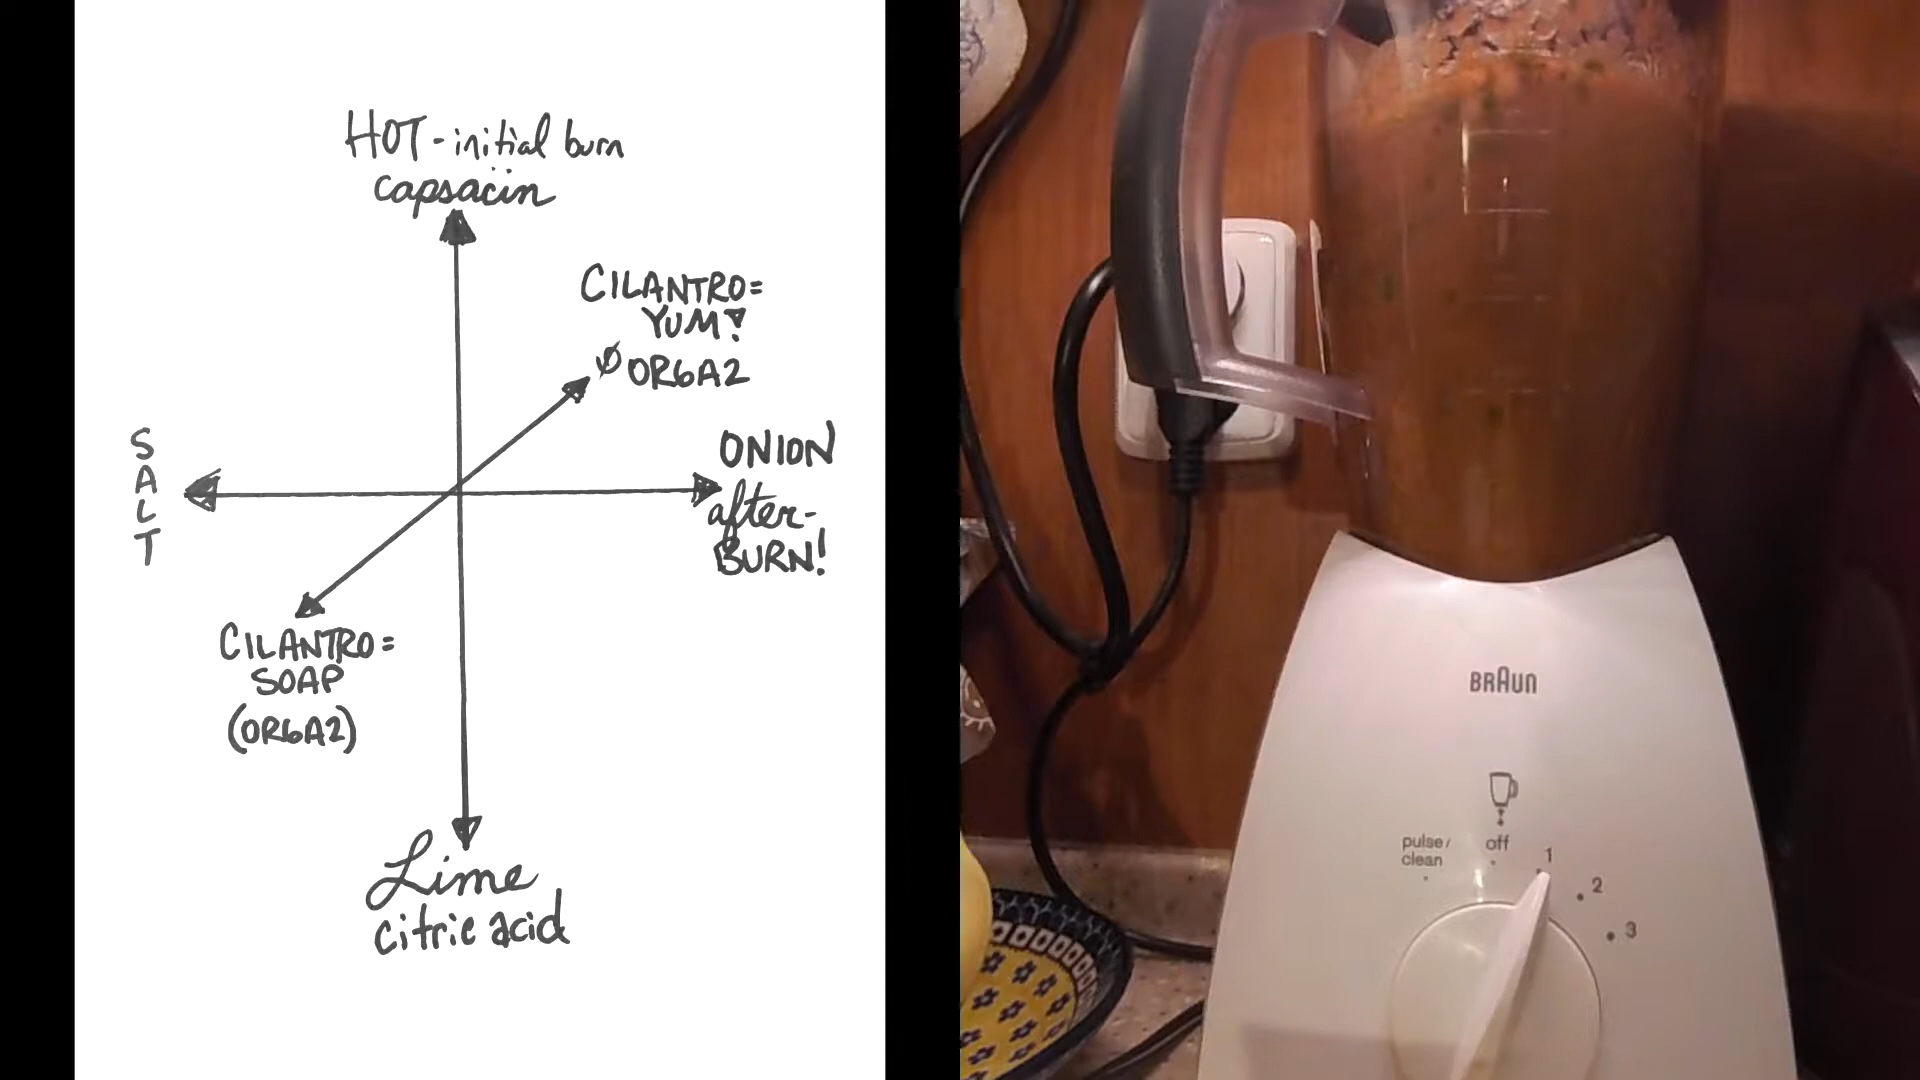 HOT - initial burn
capsacin
CILANTRO =
YUM!
Ø OR6A2
S
A
L
T
ONION
after-
BURN!
CILANTRO =
SOAP
(OR6A2)
Lime
citric acid
BRAUN
pulse/
clean
off
1
2
3